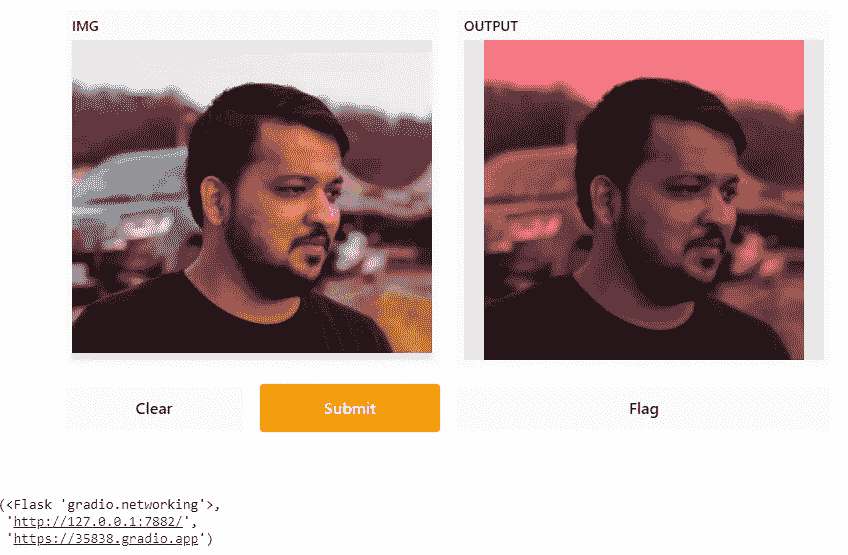 IMG
OUTPUT
Clear
Submit
Flag
(<Flask 'gradio.networking'>,
'http://127.0.0.1:7882/',
'https://35838.gradio.app')